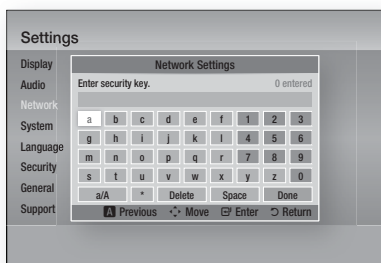 Settings
Display
Audio
Network
System
Language
Security
General
Support
Network Settings
Enter security key. 0 entered
a b c d e f 1 2 3
g h i j k l 4 5 6
m n o p q r 7 8 9
s t u v w x y z 0
a/A * Delete Space Done
A Previous Move Enter Return